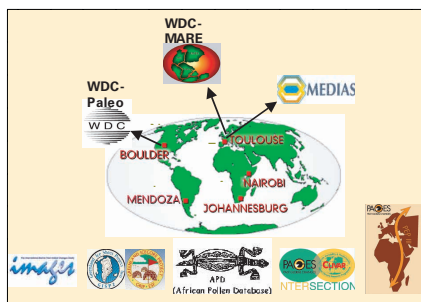 WDC-
MARE
WDC-
Paleo
WDC
MEDIAS
TOULOUSE
BOULDER
NAIROBI
MENDOZA
JOHANNESBURG
PAGES
images
APD
(African Pollen Database)
PAGES
CLIVAR
INTERSECTION